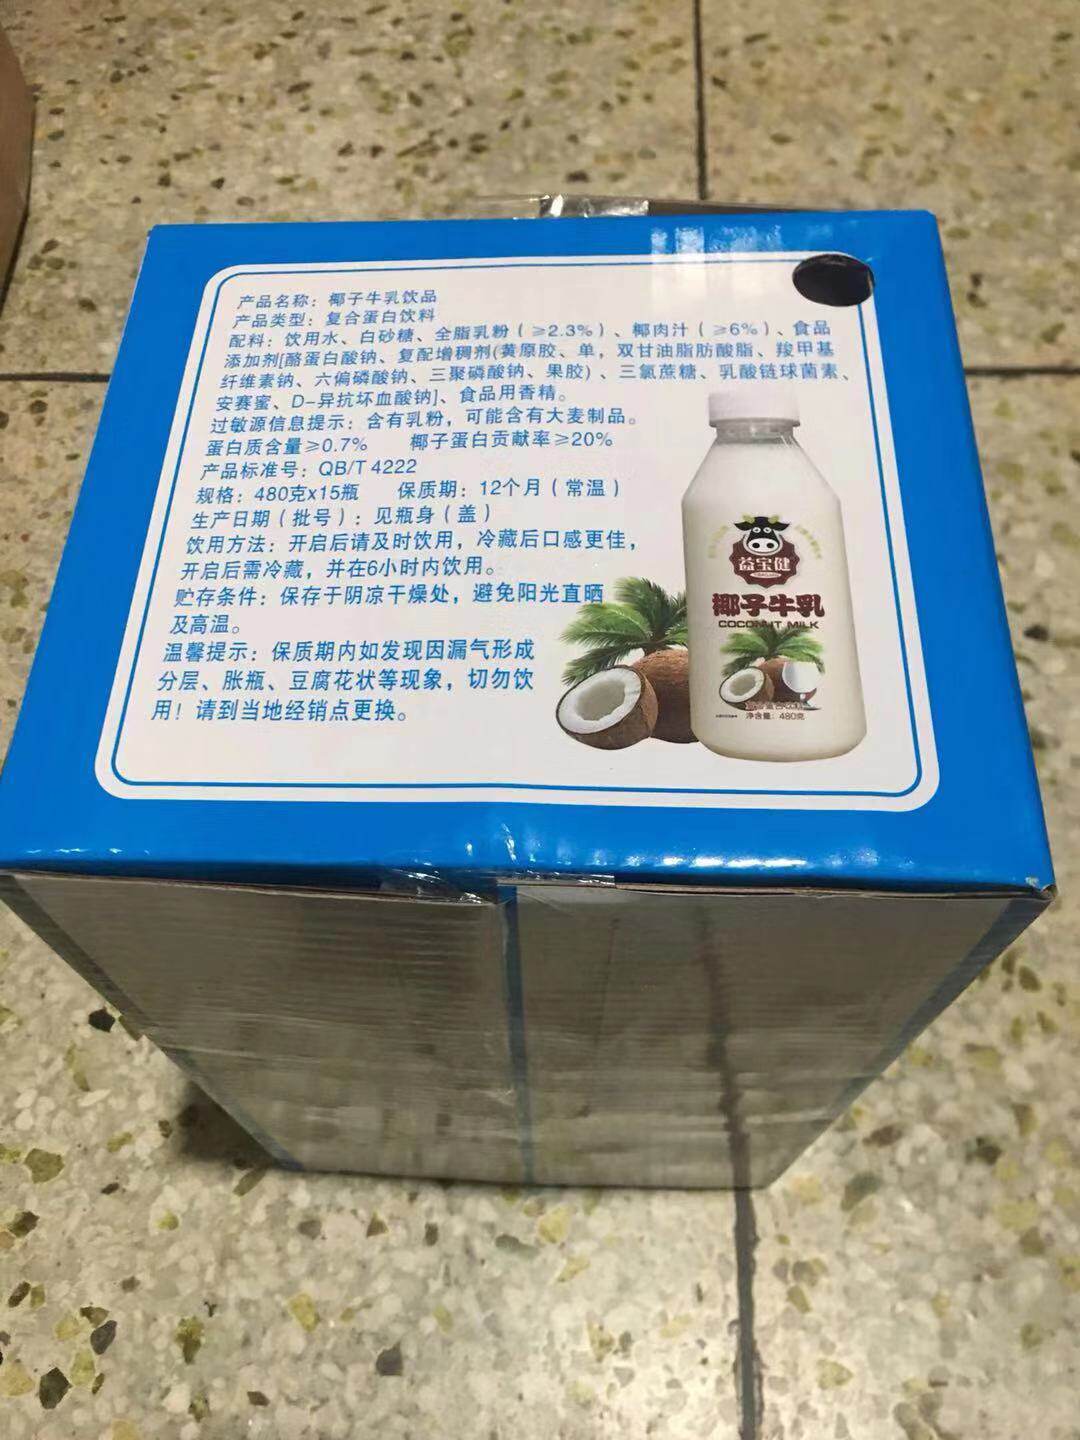 产品名称：椰子牛乳饮品
产品类型：复合蛋白饮料
配料：饮用水、白砂糖、全脂乳粉（≥2.3%）、椰肉汁（≥6%）、食品
添加剂[酪蛋白酸钠、复配增稠剂(黄原胶、单，双甘油脂肪酸脂、羧甲基
纤维素钠、六偏磷酸钠、三聚磷酸钠、果胶)、三氯蔗糖、乳酸链球菌素、
安赛蜜、D-异抗坏血酸钠]、食品用香精。
过敏源信息提示：含有乳粉，可能含有大麦制品。
蛋白质含量≥0.7% 椰子蛋白贡献率≥20%
产品标准号：QB/T 4222
规格：480克x15瓶 保质期：12个月（常温）
生产日期（批号）：见瓶身（盖）
饮用方法：开启后请及时饮用，冷藏后口感更佳，
开启后需冷藏，并在6小时内饮用。
贮存条件：保存于阴凉干燥处，避免阳光直晒
及高温。
温馨提示：保质期内如发现因漏气形成
分层、胀瓶、豆腐花状等现象，切勿饮
用！请到当地经销点更换。
益宝健
椰子牛乳
COCONUT MILK
净含量：480克